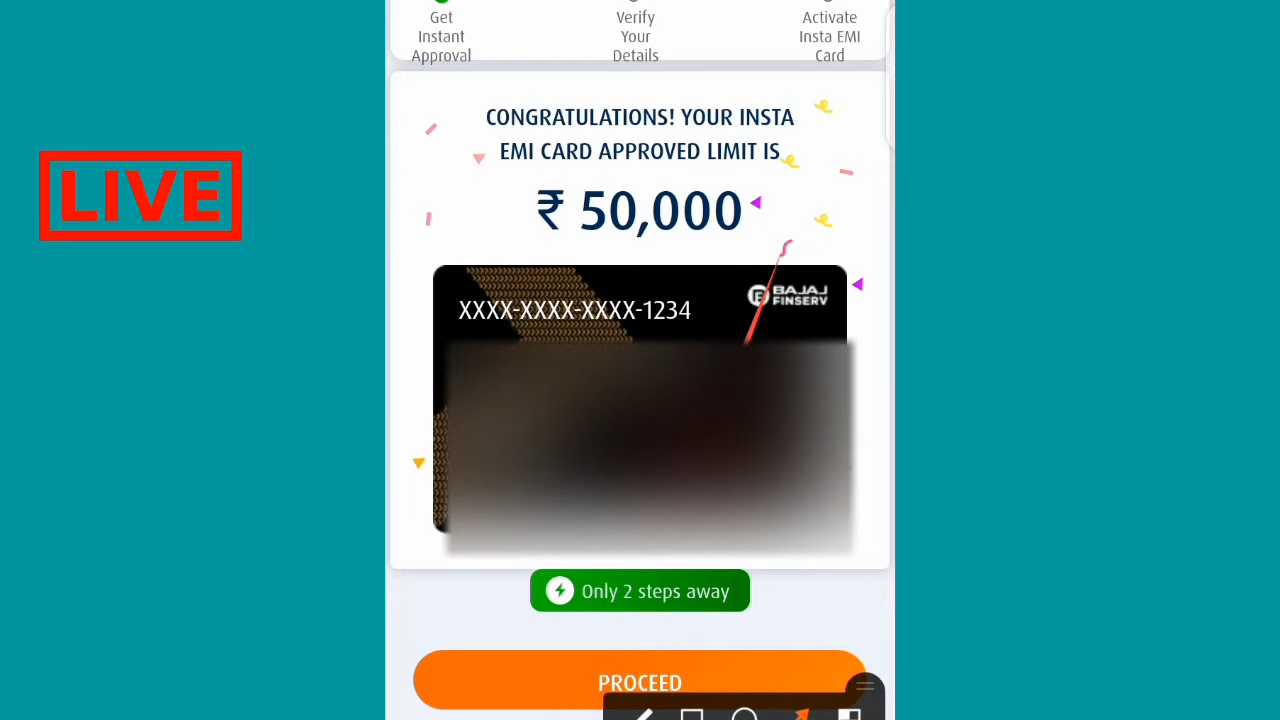 Get
Instant
Approval
Verify
Your
Details
Activate
Insta EMI
Card
LIVE
CONGRATULATIONS! YOUR INSTA
EMI CARD APPROVED LIMIT IS
₹ 50,000
XXXX-XXXX-XXXX-1234
BAJAJ
FINSERV
Only 2 steps away
PROCEED